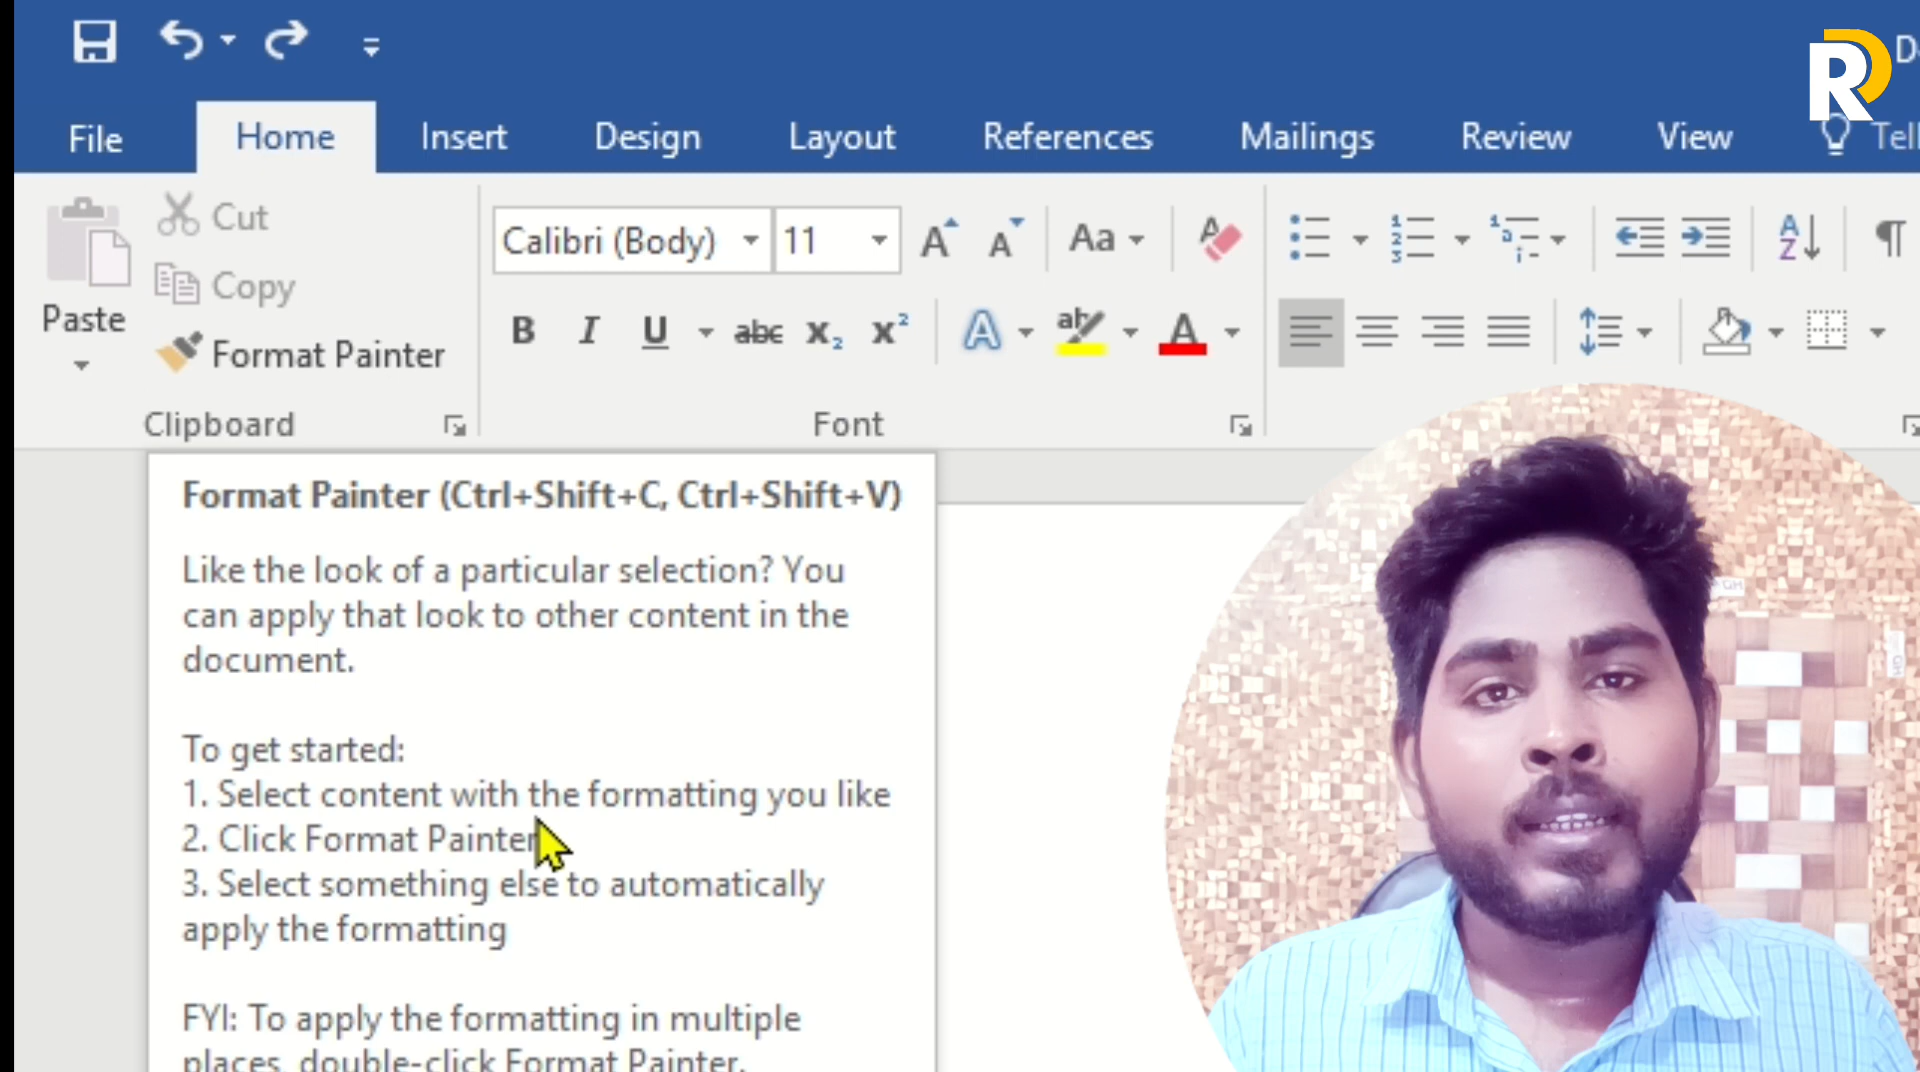 D
File Home Insert Design Layout References Mailings Review View Tell
Cut
Copy
Paste
Format Painter
Clipboard
Calibri (Body) 11
Font
Format Painter (Ctrl+Shift+C, Ctrl+Shift+V)
Like the look of a particular selection? You
can apply that look to other content in the
document.
To get started:
1. Select content with the formatting you like
2. Click Format Painter
3. Select something else to automatically
apply the formatting
FYI: To apply the formatting in multiple
places, double-click Format Painter.